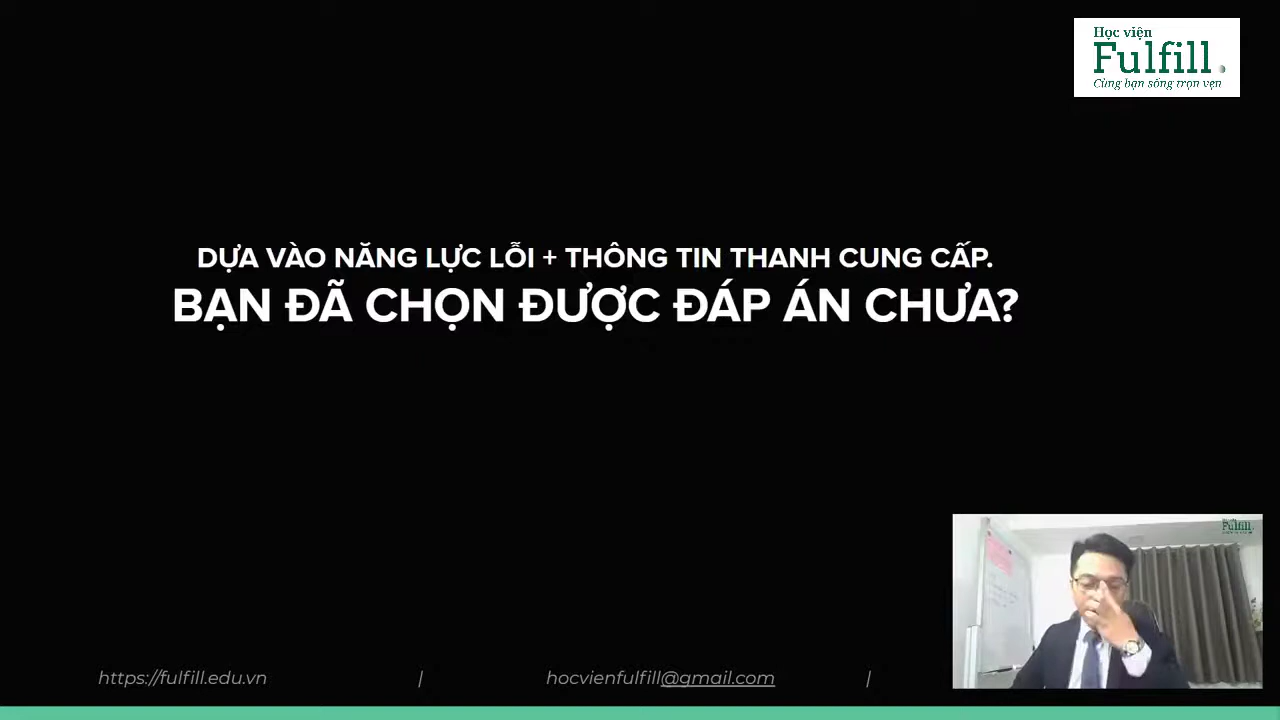 Học viện
Fulfill.
Cùng bạn sống trọn vẹn
DỰA VÀO NĂNG LỰC LỖI + THÔNG TIN THANH CUNG CẤP.
BẠN ĐÃ CHỌN ĐƯỢC ĐÁP ÁN CHƯA?
Fulfill.
https://fulfill.edu.vn | hocvienfulfill@gmail.com |